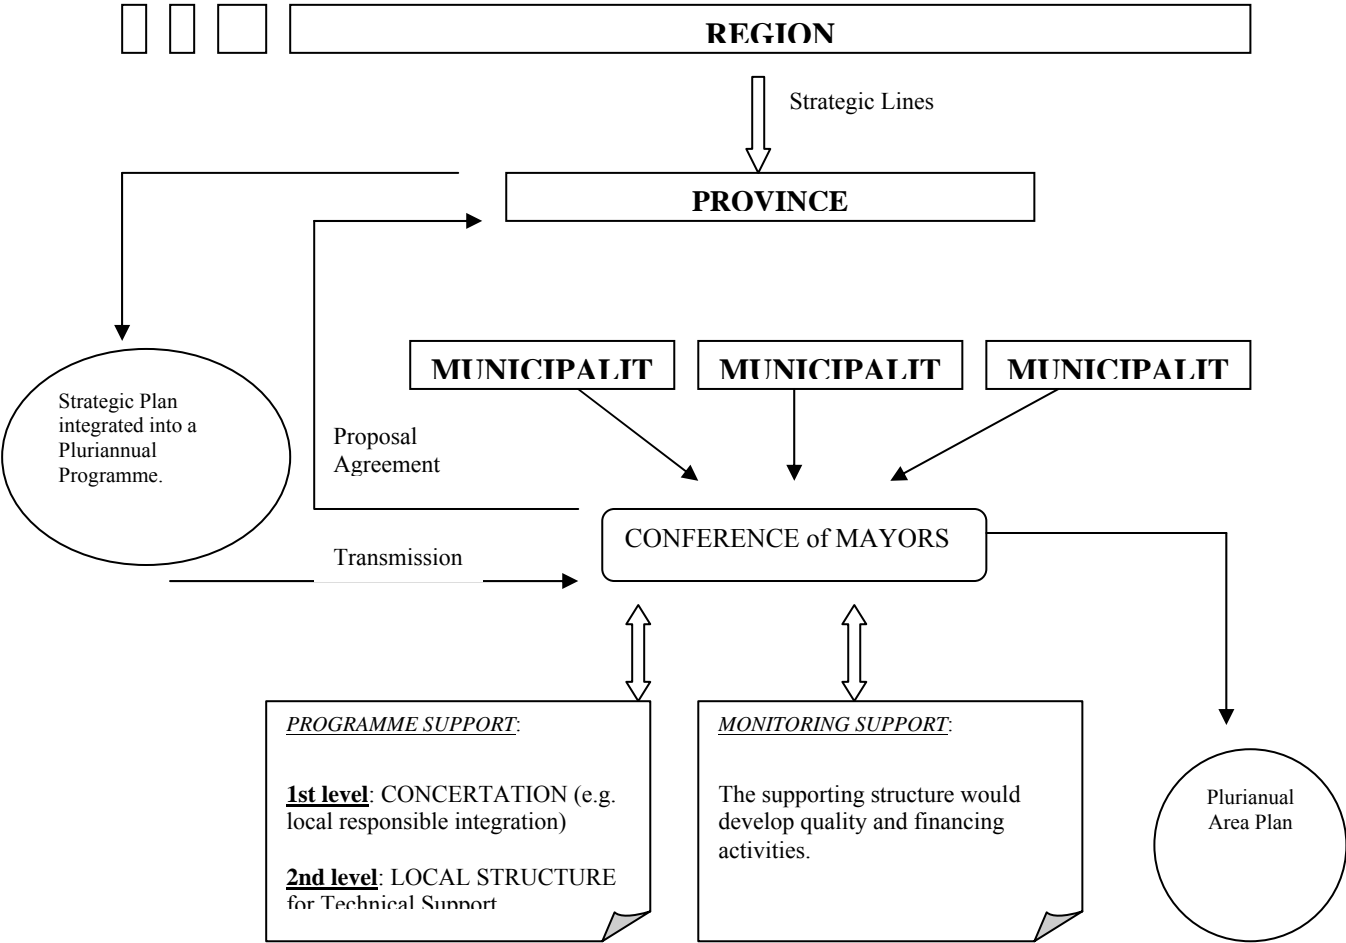 REGION
Strategic Lines
PROVINCE
MUNICIPALIT
MUNICIPALIT
MUNICIPALIT
Strategic Plan
integrated into a
Pluriannual
Programme.
Proposal
Agreement
CONFERENCE of MAYORS
Transmission
PROGRAMME SUPPORT:
1st level: CONCERTATION (e.g.
local responsible integration)
2nd level: LOCAL STRUCTURE
for Technical Support
MONITORING SUPPORT:
The supporting structure would
develop quality and financing
activities.
Plurianual
Area Plan